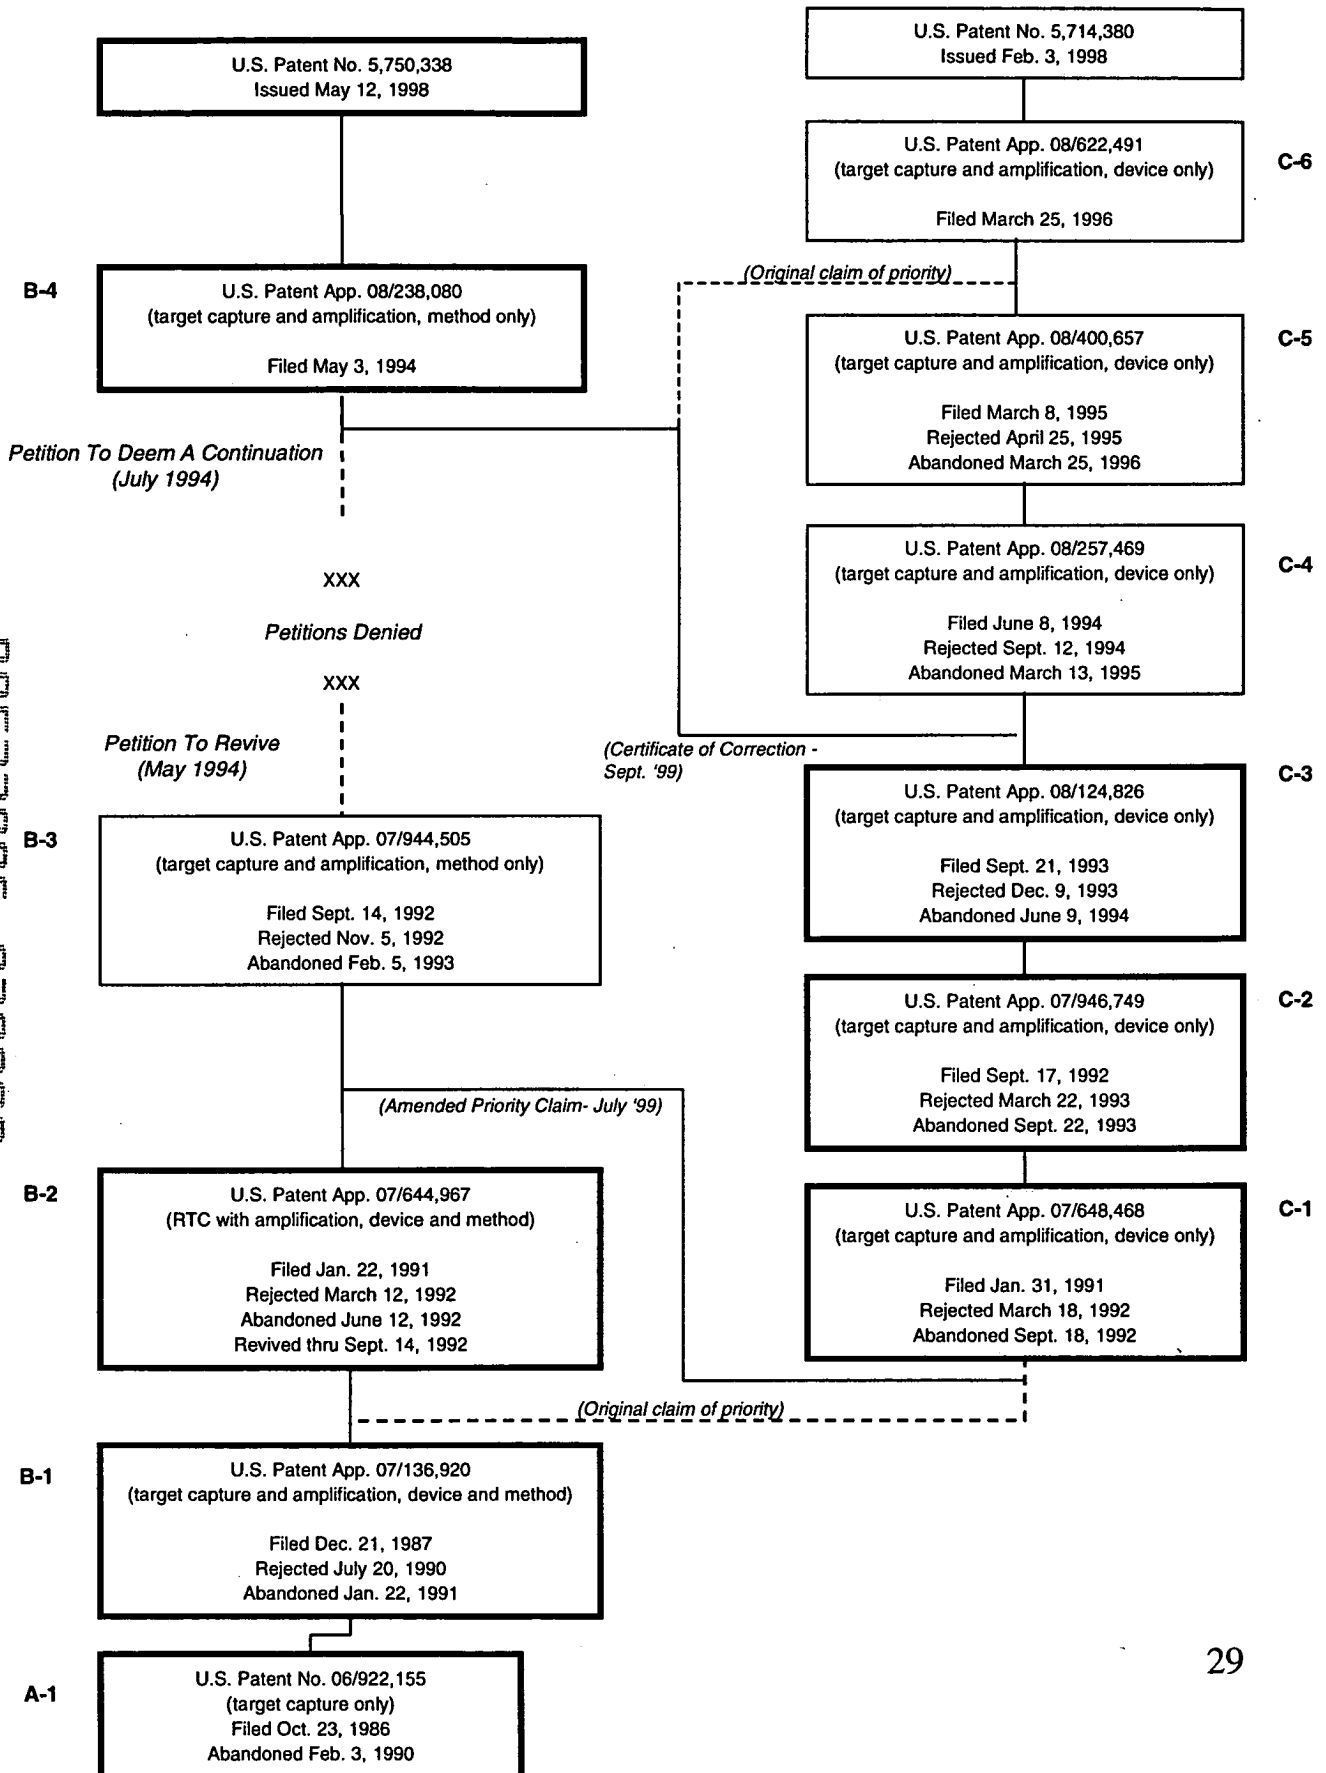 U.S. Patent No. 5,750,338
Issued May 12, 1998
B-4
U.S. Patent App. 08/238,080
(target capture and amplification, method only)
Filed May 3, 1994
Petition To Deem A Continuation
(July 1994)
XXX
Petitions Denied
XXX
Petition To Revive
(May 1994)
B-3
U.S. Patent App. 07/944,505
(target capture and amplification, method only)
Filed Sept. 14, 1992
Rejected Nov. 5, 1992
Abandoned Feb. 5, 1993
(Amended Priority Claim- July '99)
B-2
U.S. Patent App. 07/644,967
(RTC with amplification, device and method)
Filed Jan. 22, 1991
Rejected March 12, 1992
Abandoned June 12, 1992
Revived thru Sept. 14, 1992
(Original claim of priority)
B-1
U.S. Patent App. 07/136,920
(target capture and amplification, device and method)
Filed Dec. 21, 1987
Rejected July 20, 1990
Abandoned Jan. 22, 1991
A-1
U.S. Patent No. 06/922,155
(target capture only)
Filed Oct. 23, 1986
Abandoned Feb. 3, 1990
U.S. Patent No. 5,714,380
Issued Feb. 3, 1998
U.S. Patent App. 08/622,491
(target capture and amplification, device only)
Filed March 25, 1996
C-6
(Original claim of priority)
U.S. Patent App. 08/400,657
(target capture and amplification, device only)
Filed March 8, 1995
Rejected April 25, 1995
Abandoned March 25, 1996
C-5
U.S. Patent App. 08/257,469
(target capture and amplification, device only)
Filed June 8, 1994
Rejected Sept. 12, 1994
Abandoned March 13, 1995
C-4
(Certificate of Correction -
Sept. '99)
U.S. Patent App. 08/124,826
(target capture and amplification, device only)
Filed Sept. 21, 1993
Rejected Dec. 9, 1993
Abandoned June 9, 1994
C-3
U.S. Patent App. 07/946,749
(target capture and amplification, device only)
Filed Sept. 17, 1992
Rejected March 22, 1993
Abandoned Sept. 22, 1993
C-2
U.S. Patent App. 07/648,468
(target capture and amplification, device only)
Filed Jan. 31, 1991
Rejected March 18, 1992
Abandoned Sept. 18, 1992
C-1
29